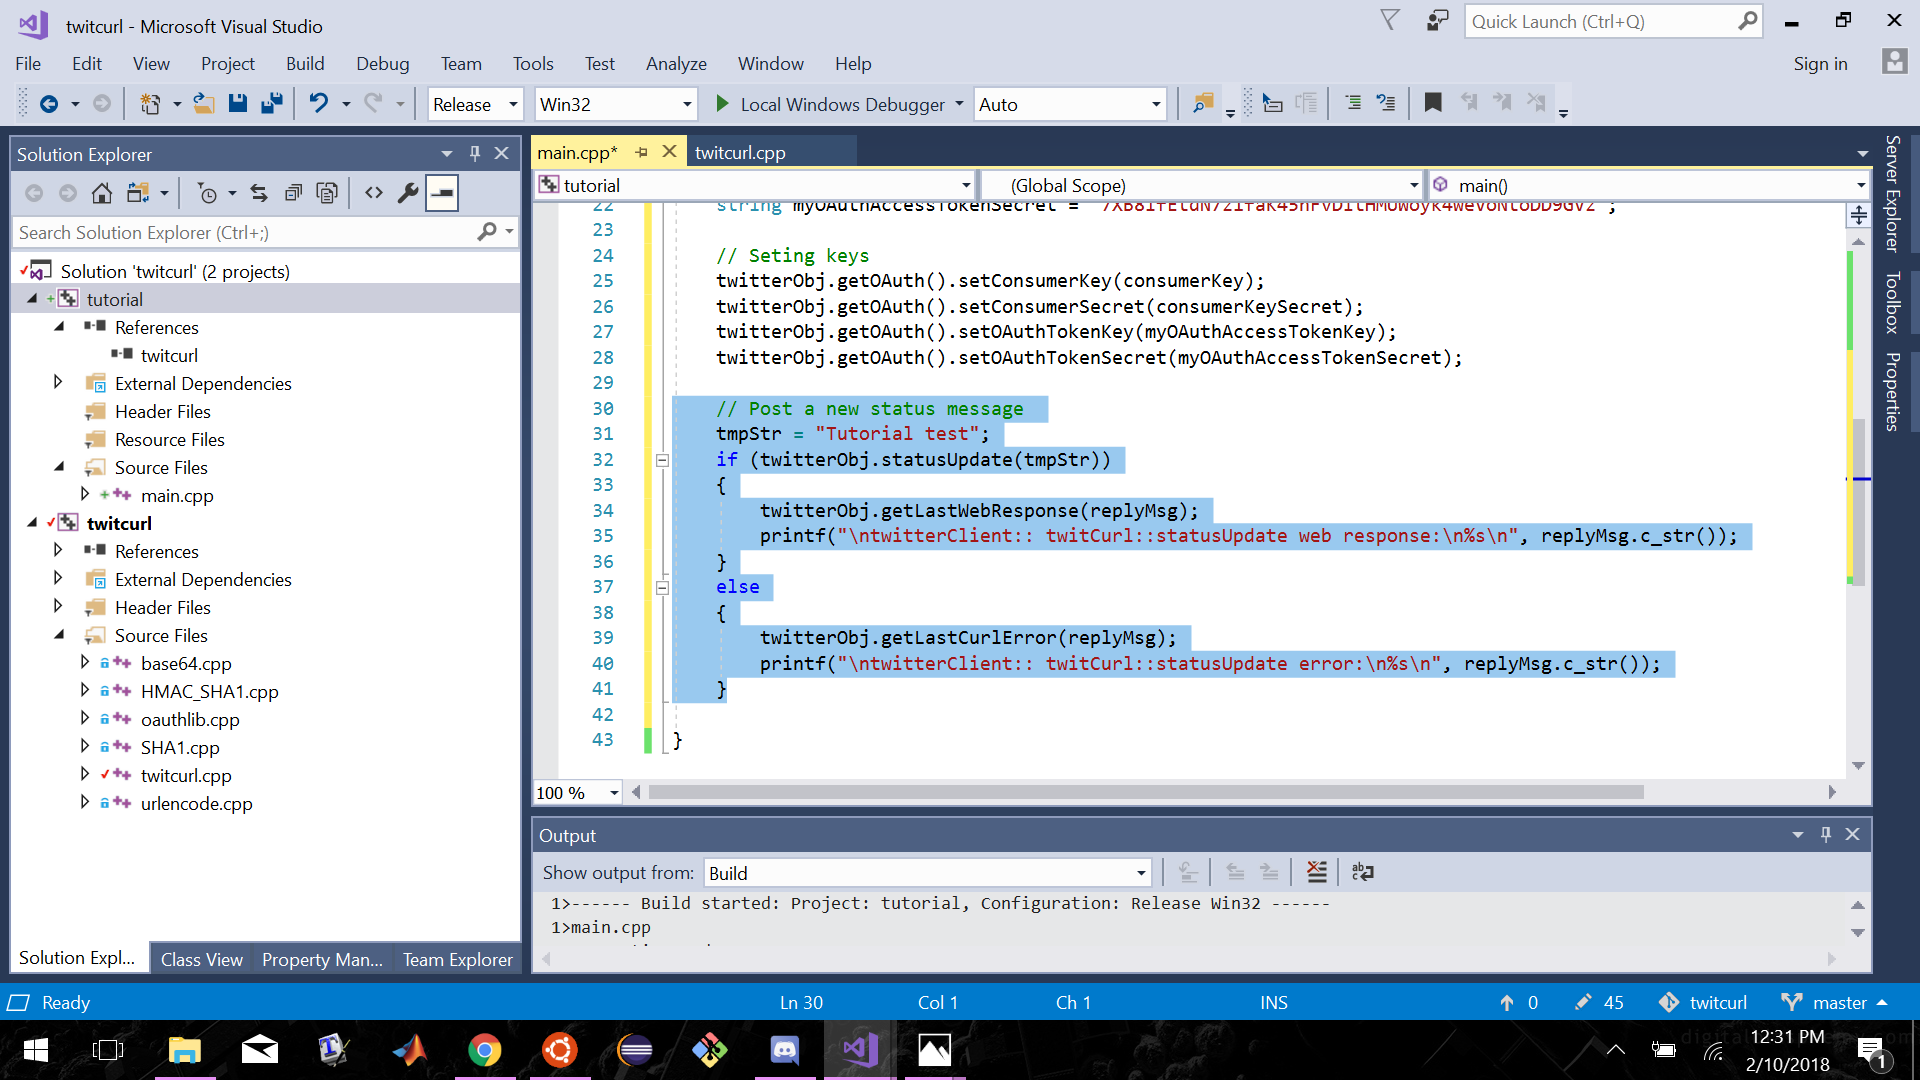 twitcurl - Microsoft Visual Studio
Quick Launch (Ctrl+Q)
File Edit View Project Build Debug Team Tools Test Analyze Window Help
Sign in
Release Win32 Local Windows Debugger Auto
Solution Explorer
main.cpp* twitcurl.cpp
tutorial (Global Scope) main()
Search Solution Explorer (Ctrl+;)
Solution 'twitcurl' (2 projects)
tutorial
References
twitcurl
External Dependencies
Header Files
Resource Files
Source Files
main.cpp
twitcurl
References
External Dependencies
Header Files
Source Files
base64.cpp
HMAC_SHA1.cpp
oauthlib.cpp
SHA1.cpp
twitcurl.cpp
urlencode.cpp
Solution Expl... Class View Property Man... Team Explorer
22 string myOAuthAccessTokenSecret =
23
24 // Seting keys
25 twitterObj.getOAuth().setConsumerKey(consumerKey);
26 twitterObj.getOAuth().setConsumerSecret(consumerKeySecret);
27 twitterObj.getOAuth().setOAuthTokenKey(myOAuthAccessTokenKey);
28 twitterObj.getOAuth().setOAuthTokenSecret(myOAuthAccessTokenSecret);
29
30 // Post a new status message
31 tmpStr = "Tutorial test";
32 if (twitterObj.statusUpdate(tmpStr))
33 {
34 twitterObj.getLastWebResponse(replyMsg);
35 printf("\ntwitterClient:: twitCurl::statusUpdate web response:\n%s\n", replyMsg.c_str());
36 }
37 else
38 {
39 twitterObj.getLastCurlError(replyMsg);
40 printf("\ntwitterClient:: twitCurl::statusUpdate error:\n%s\n", replyMsg.c_str());
41 }
42
43 }
100 %
Server Explorer
Toolbox
Properties
Output
Show output from: Build
1>------ Build started: Project: tutorial, Configuration: Release Win32 ------
1>main.cpp
Ready Ln 30 Col 1 Ch 1 INS 0 45 twitcurl master
12:31 PM
2/10/2018
1